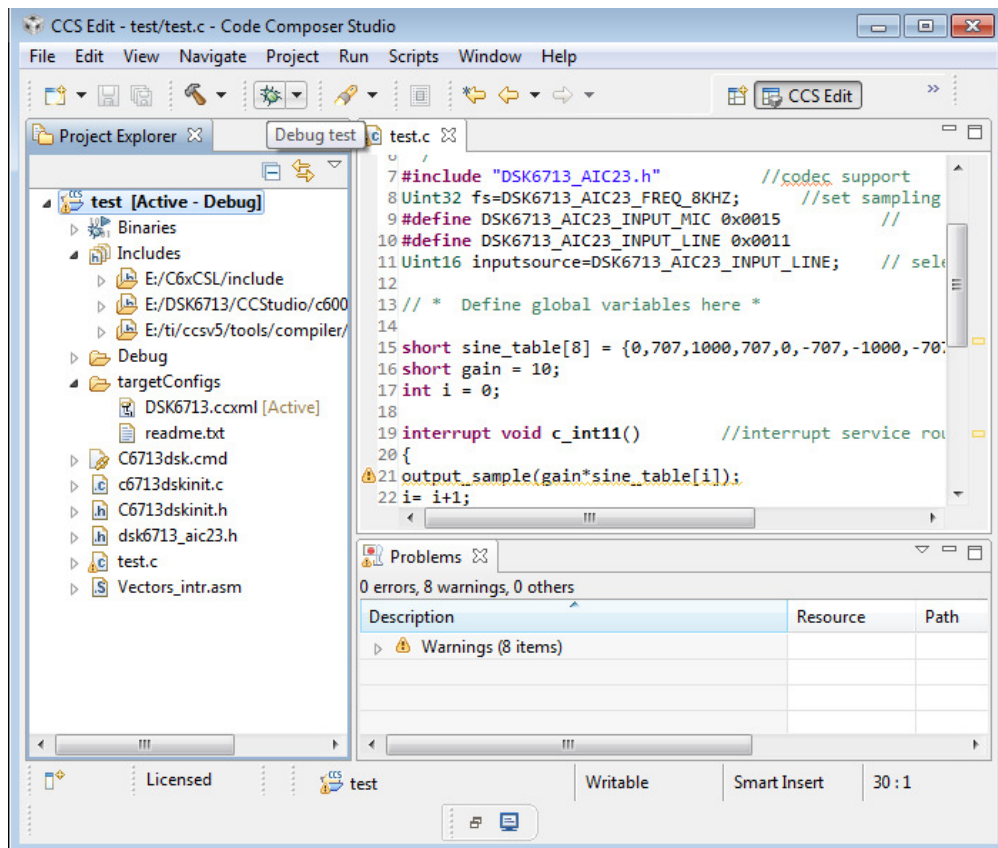 CCS Edit - test/test.c - Code Composer Studio
File Edit View Navigate Project Run Scripts Window Help
CCS Edit
Project Explorer
Debug test
test.c
test [Active - Debug]
Binaries
Includes
E:/C6xCSL/include
E:/DSK6713/CCStudio/c600
E:/ti/ccsv5/tools/compiler/
Debug
targetConfigs
DSK6713.ccxml [Active]
readme.txt
C6713dsk.cmd
c6713dskinit.c
C6713dskinit.h
dsk6713_aic23.h
test.c
Vectors_intr.asm
7 #include "DSK6713_AIC23.h" //codec support
8 Uint32 fs=DSK6713_AIC23_FREQ_8KHZ; //set sampling
9 #define DSK6713_AIC23_INPUT_MIC 0x0015 //
10 #define DSK6713_AIC23_INPUT_LINE 0x0011
11 Uint16 inputsource=DSK6713_AIC23_INPUT_LINE; // sele
12
13 // * Define global variables here *
14
15 short sine_table[8] = {0,707,1000,707,0,-707,-1000,-707
16 short gain = 10;
17 int i = 0;
18
19 interrupt void c_int11() //interrupt service rou
20 {
21 output_sample(gain*sine_table[i]);
22 i= i+1;
Problems
0 errors, 8 warnings, 0 others
Description Resource Path
Warnings (8 items)
Licensed
test
Writable
Smart Insert
30 : 1